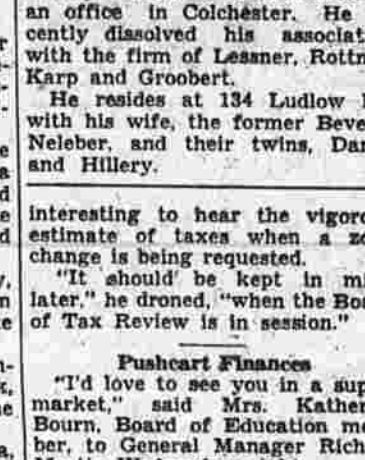 an office in Colchester. He
cently dissolved his associat
with the firm of Lessner, Rottn
Karp and Groobert.
He resides at 134 Ludlow
with his wife, the former Beve
Neleber, and their twins, Dan
and Hillery.
interesting to hear the vigoro
estimate of taxes when a zo
change is being requested.
"It should be kept in mi
later," he droned, "when the Boa
of Tax Review is in session."
Pushcart Finances
"I'd love to see you in a sup
market," said Mrs. Kather
Bourn, Board of Education me
ber, to General Manager Rich